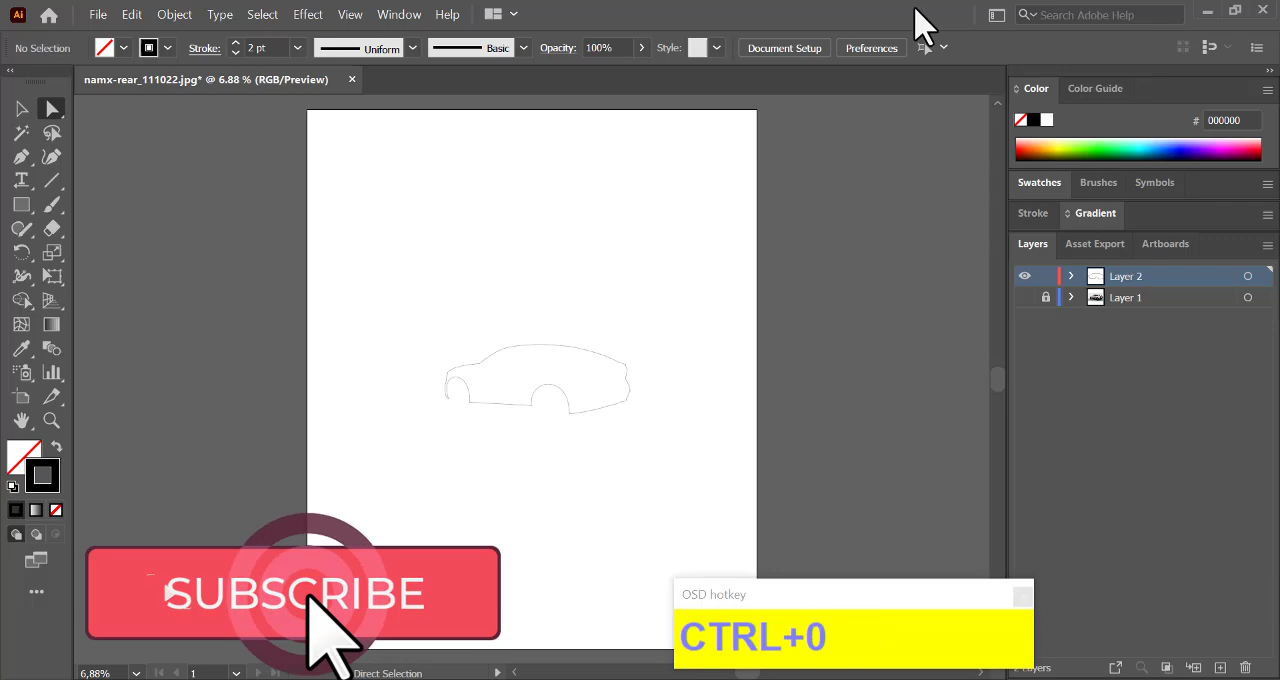 Ai File Edit Object Type Select Effect View Window Help Search Adobe Help
No Selection Stroke: 2 pt Uniform Basic Opacity: 100% Style: Document Setup Preferences
namx-rear_111022.jpg* @ 6.88 % (RGB/Preview)
Color Color Guide
# 000000
Swatches Brushes Symbols
Stroke Gradient
Layers Asset Export Artboards
Layer 2
Layer 1
SUBSCRIBE
OSD hotkey
CTRL+0
6,88% 1 Direct Selection
2 Layers